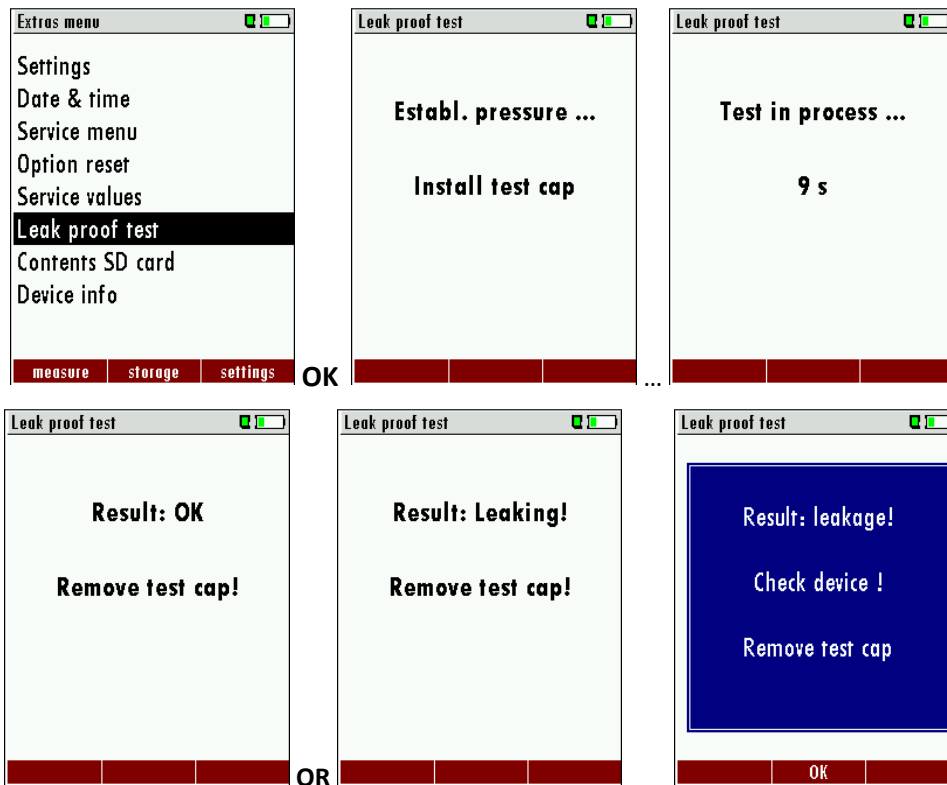 Extras menu
Settings
Date & time
Service menu
Option reset
Service values
Leak proof test
Contents SD card
Device info
measure storage settings
OK
Leak proof test
Establ. pressure ...
Install test cap
...
Leak proof test
Test in process ...
9 s
Leak proof test
Result: OK
Remove test cap!
OR
Leak proof test
Result: Leaking!
Remove test cap!
Leak proof test
Result: leakage!
Check device !
Remove test cap
OK